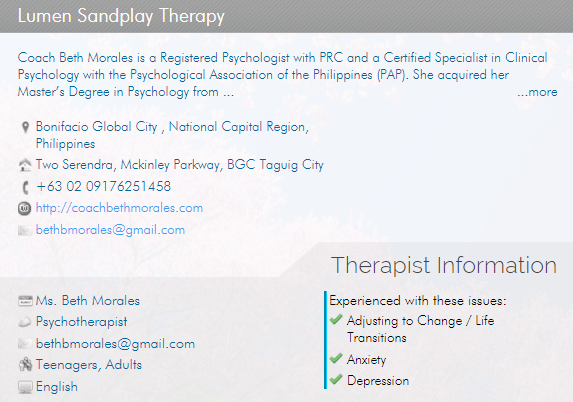 Lumen Sandplay Therapy
Coach Beth Morales is a Registered Psychologist with PRC and a Certified Specialist in Clinical
Psychology with the Psychological Association of the Philippines (PAP). She acquired her
Master's Degree in Psychology from ... ...more
Bonifacio Global City , National Capital Region,
Philippines
Two Serendra, Mckinley Parkway, BGC Taguig City
+63 02 09176251458
http://coachbethmorales.com
bethbmorales@gmail.com
Therapist Information
Ms. Beth Morales
Psychotherapist
bethbmorales@gmail.com
Teenagers, Adults
English
Experienced with these issues:
Adjusting to Change / Life
Transitions
Anxiety
Depression